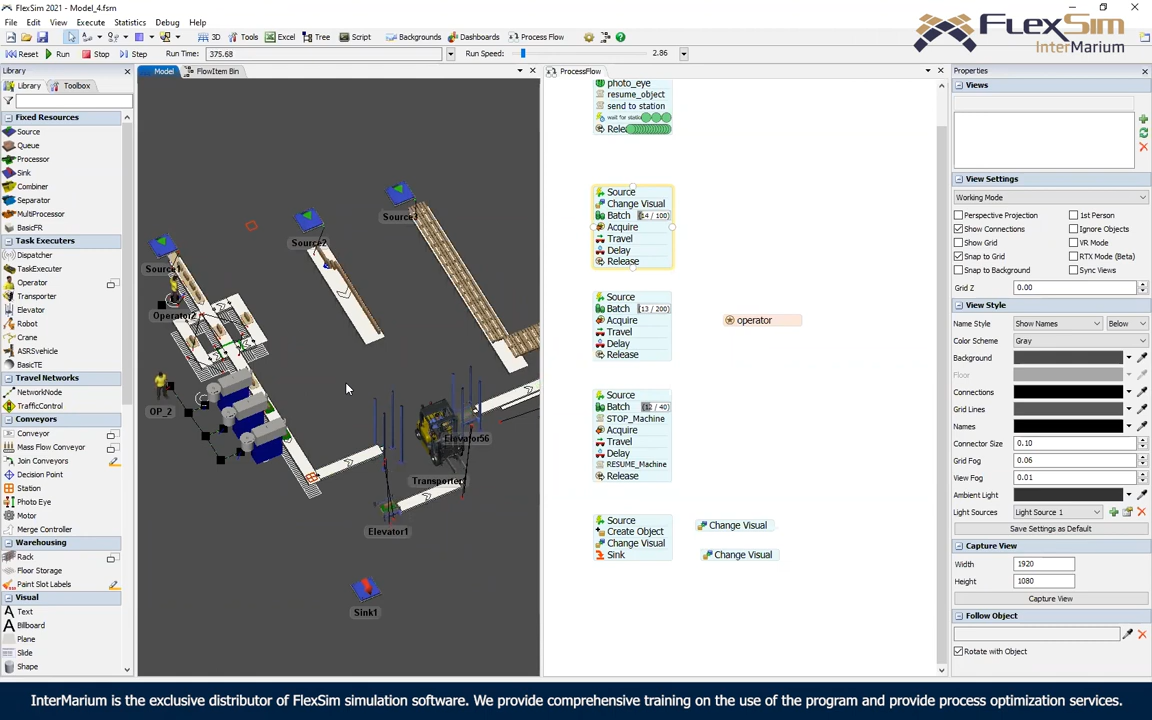 FlexSim 2021 - Model_4.fsm
File Edit View Execute Statistics Debug Help
3D Tools Excel Tree Script Backgrounds Dashboards Process Flow
Reset Run Stop Step Run Time: 375.68 Run Speed: 2.86
FLEXSIM
InterMarium
Library
Library Toolbox
Fixed Resources
Source
Queue
Processor
Sink
Combiner
Separator
MultiProcessor
BasicFR
Task Executers
Dispatcher
TaskExecuter
Operator
Transporter
Elevator
Robot
Crane
ASRSvehicle
BasicTE
Travel Networks
NetworkNode
TrafficControl
Conveyors
Conveyor
Mass Flow Conveyor
Join Conveyors
Decision Point
Station
Photo Eye
Motor
Merge Controller
Warehousing
Rack
Floor Storage
Paint Slot Labels
Visual
Text
Billboard
Plane
Slide
Shape
Model FlowItem Bin
Source3
Source2
Source1
Operator2
OP_2
Elevator56
Transporter
Elevator1
Sink1
ProcessFlow
photo_eye
resume_object
send to station
Source
Change Visual
Batch 14 / 100
Acquire
Travel
Delay
Release
Source
Batch 13 / 200
Acquire
Travel
Delay
Release
operator
Source
Batch 12 / 40
STOP_Machine
Acquire
Travel
Delay
RESUME_Machine
Release
Source
Create Object
Change Visual
Sink
Change Visual
Change Visual
Properties
Views
View Settings
Working Mode
Perspective Projection 1st Person
Show Connections Ignore Objects
Show Grid VR Mode
Snap to Grid RTX Mode (Beta)
Snap to Background Sync Views
Grid Z 0.00
View Style
Name Style Show Names Below
Color Scheme Gray
Background
Floor
Connections
Grid Lines
Names
Connector Size 0.10
Grid Fog 0.06
View Fog 0.01
Ambient Light
Light Sources Light Source 1
Save Settings as Default
Capture View
Width 1920
Height 1080
Capture View
Follow Object
Rotate with Object
InterMarium is the exclusive distributor of FlexSim simulation software. We provide comprehensive training on the use of the program and provide process optimization services.